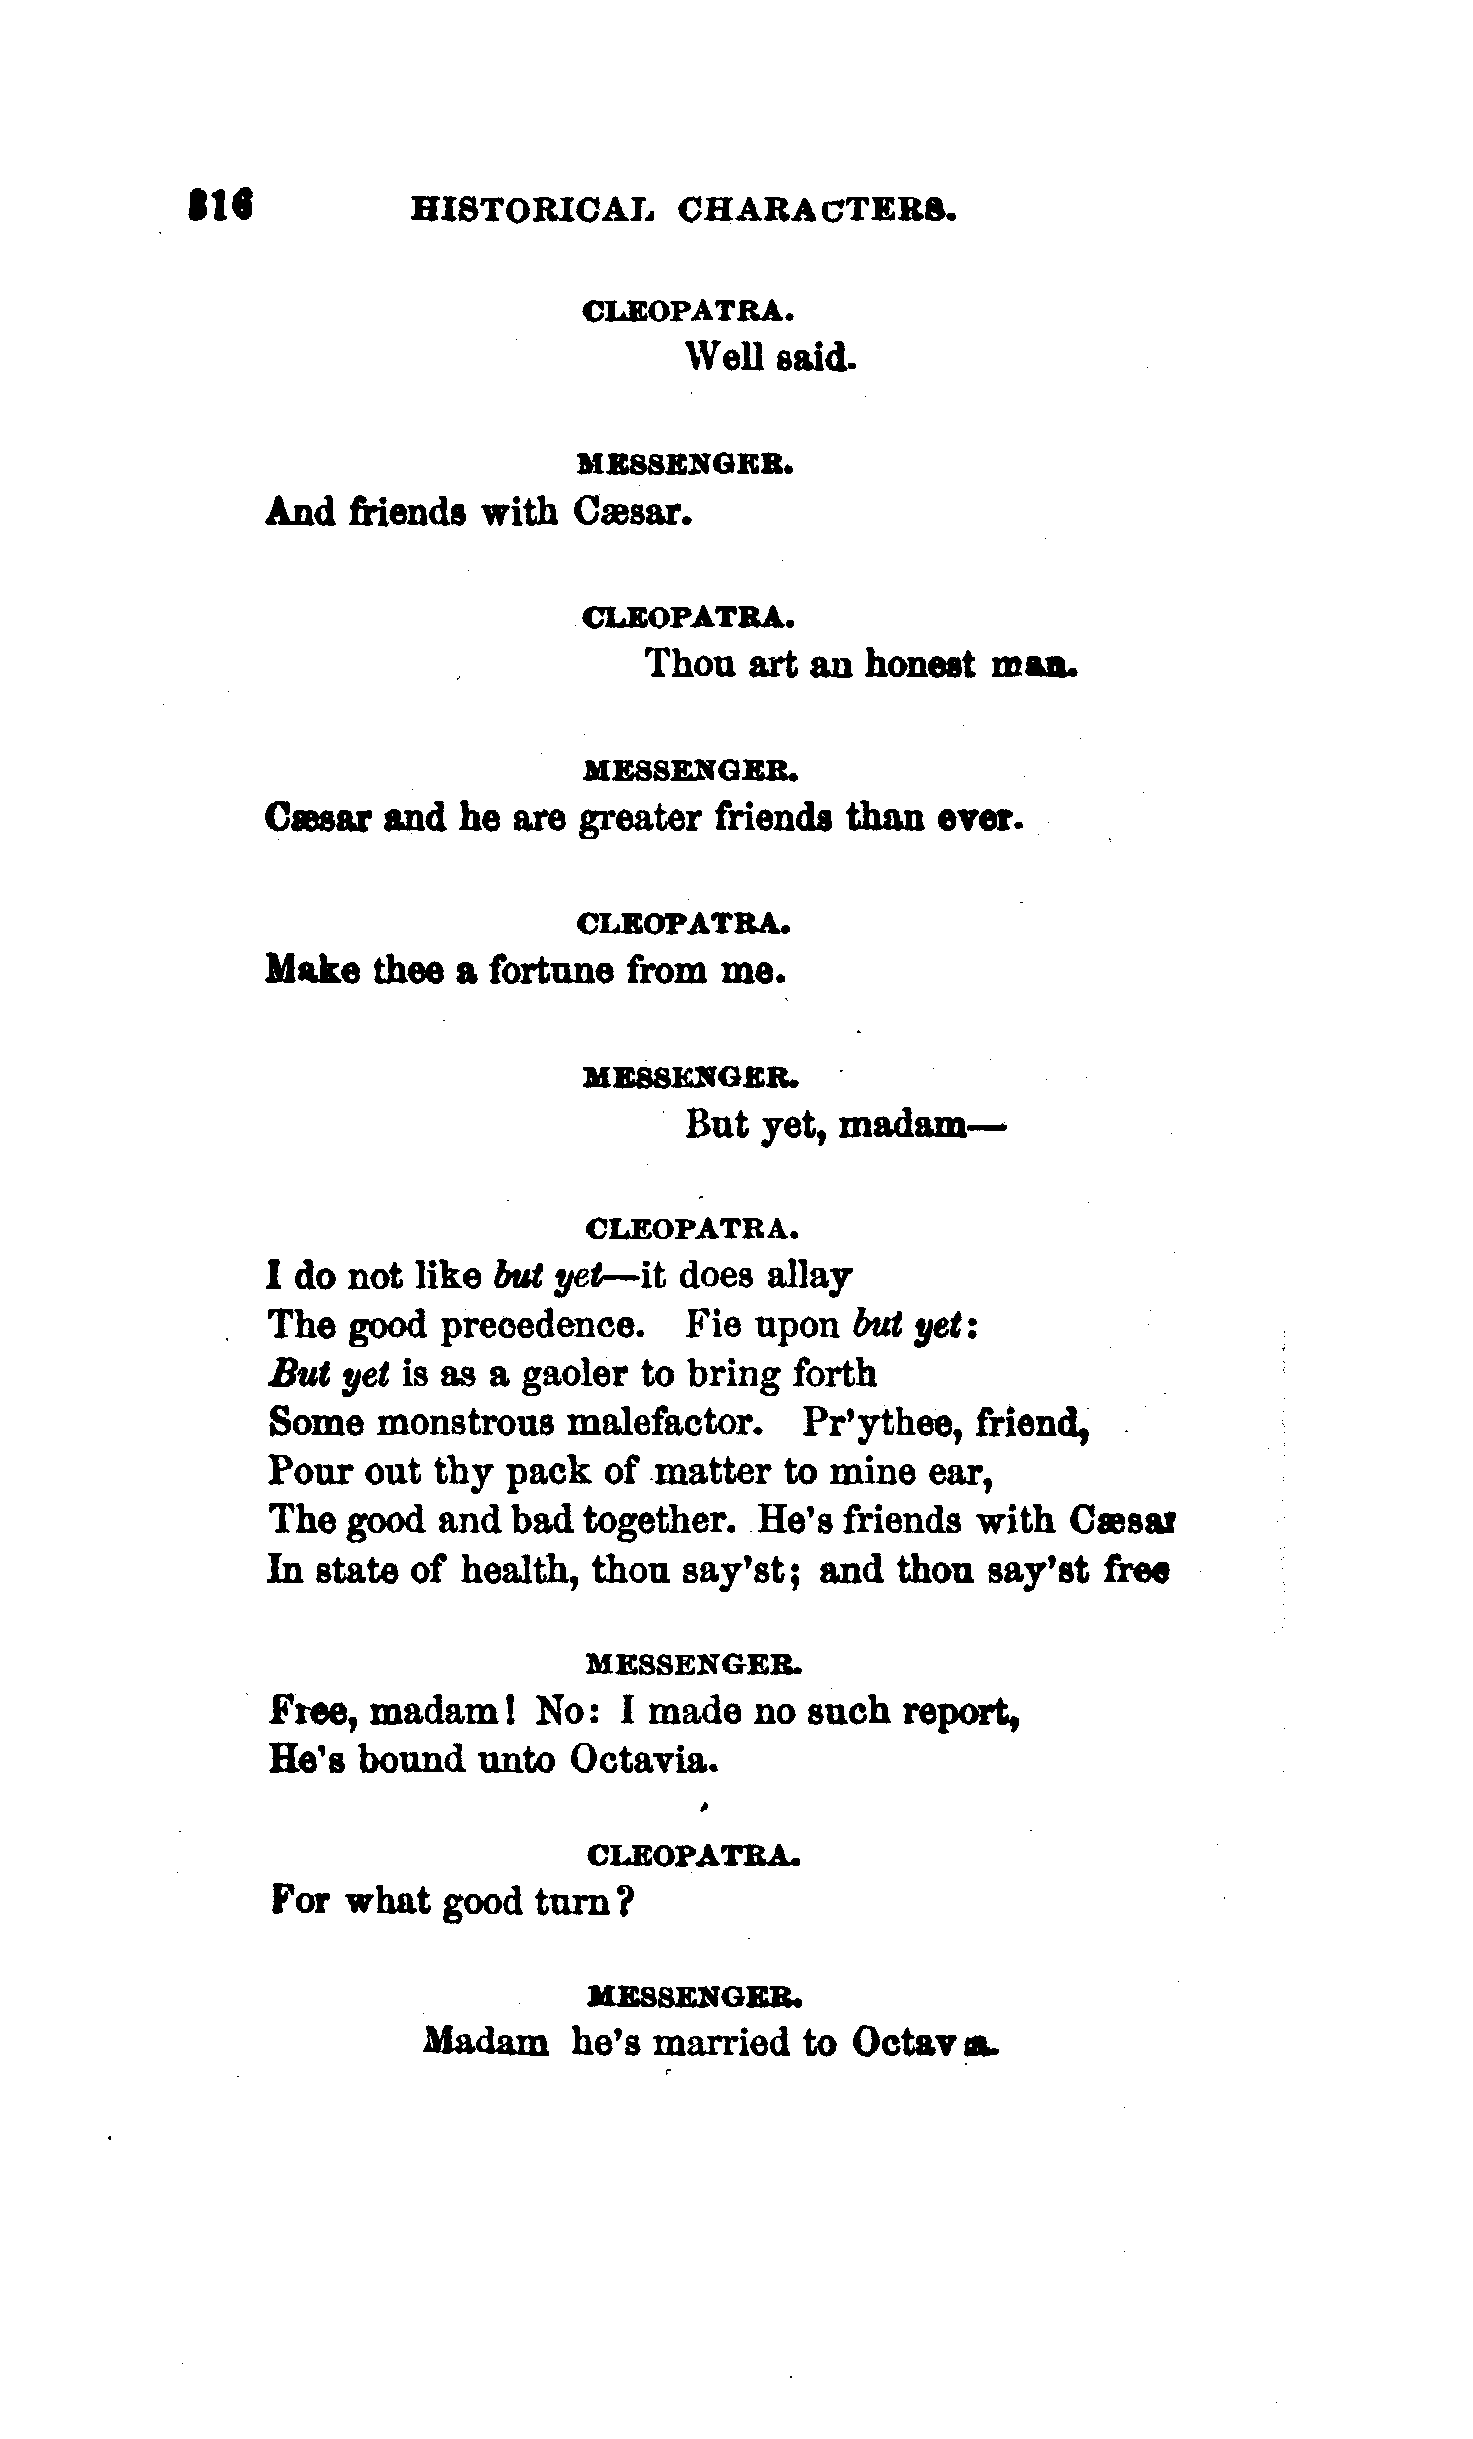 316 HISTORICAL CHARACTERS.
CLEOPATRA.
Well said.
MESSENGER.
And friends with Cæsar.
CLEOPATRA.
Thou art an honest man.
MESSENGER.
Cæsar and he are greater friends than ever.
CLEOPATRA.
Make thee a fortune from me.
MESSENGER.
But yet, madam—
CLEOPATRA.
I do not like but yet—it does allay
The good precedence. Fie upon but yet:
But yet is as a gaoler to bring forth
Some monstrous malefactor. Pr'ythee, friend,
Pour out thy pack of matter to mine ear,
The good and bad together. He's friends with Cæsar
In state of health, thou say'st; and thou say'st free
MESSENGER.
Free, madam! No: I made no such report,
He's bound unto Octavia.
CLEOPATRA.
For what good turn?
MESSENGER.
Madam he's married to Octav a.